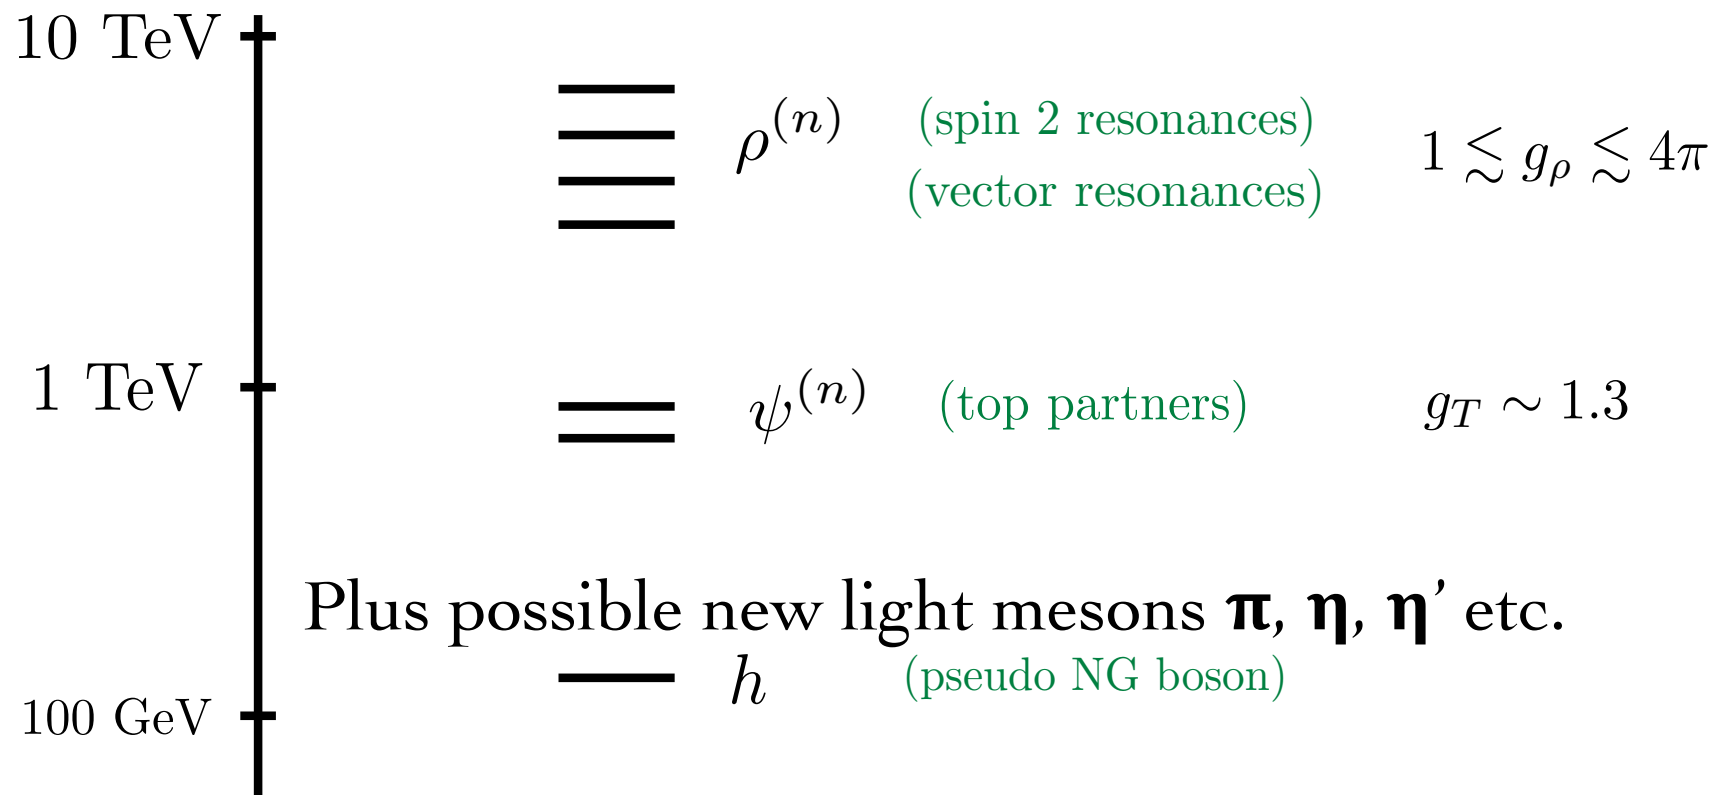 10 TeV
ρ⁽ⁿ⁾ (spin 2 resonances)
(vector resonances)
1 ≲ g_ρ ≲ 4π
1 TeV
ψ⁽ⁿ⁾ (top partners) g_T ∼ 1.3
Plus possible new light mesons π, η, η’ etc.
h (pseudo NG boson)
100 GeV